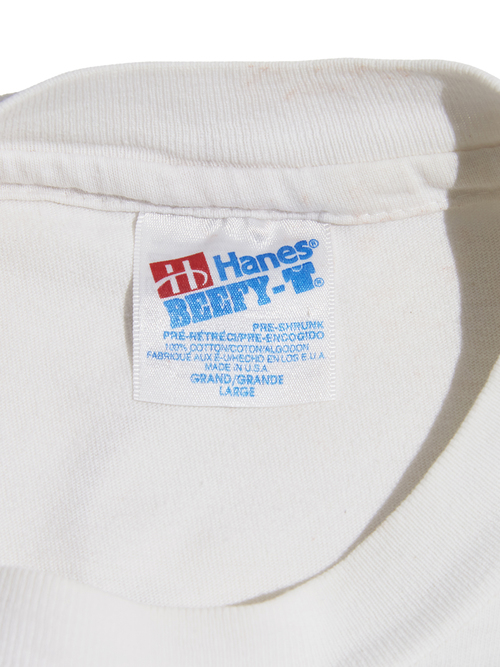 Hanes®
BEEFY-T®
PRE-SHRUNK
PRÉ-RÉTRÉCI/PRE-ENCOGIDO
100% COTTON/COTON/ALGODON
FABRIQUÉ AUX É-U/HECHO EN LOS E.U.A.
MADE IN U.S.A.
GRAND/GRANDE
LARGE